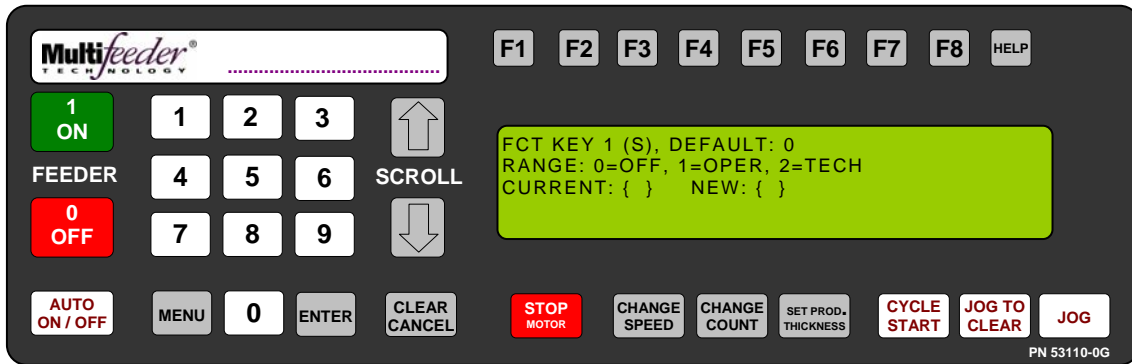 Multifeeder®
TECHNOLOGY
F1 F2 F3 F4 F5 F6 F7 F8 HELP
1
ON
FEEDER
0
OFF
1 2 3
4 5 6
7 8 9
SCROLL
FCT KEY 1 (S), DEFAULT: 0
RANGE: 0=OFF, 1=OPER, 2=TECH
CURRENT: { } NEW: { }
AUTO
ON / OFF
MENU 0 ENTER
CLEAR
CANCEL
STOP
MOTOR
CHANGE
SPEED
CHANGE
COUNT
SET PROD.
THICKNESS
CYCLE
START
JOG TO
CLEAR
JOG
PN 53110-0G